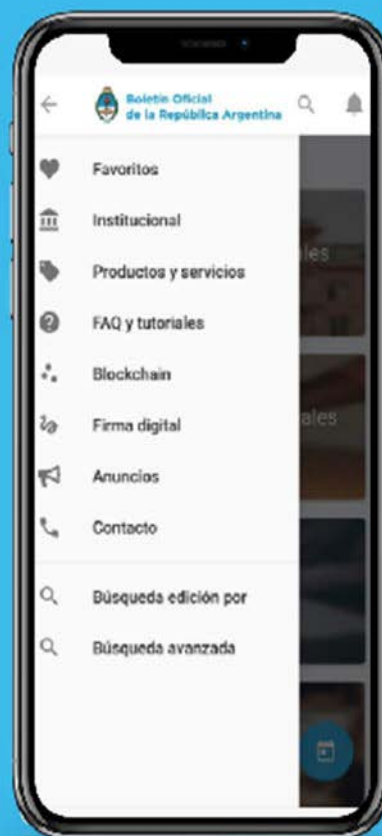 Boletín Oficial
de la República Argentina
Favoritos
Institucional
Productos y servicios
FAQ y tutoriales
Blockchain
Firma digital
Anuncios
Contacto
Búsqueda edición por
Búsqueda avanzada